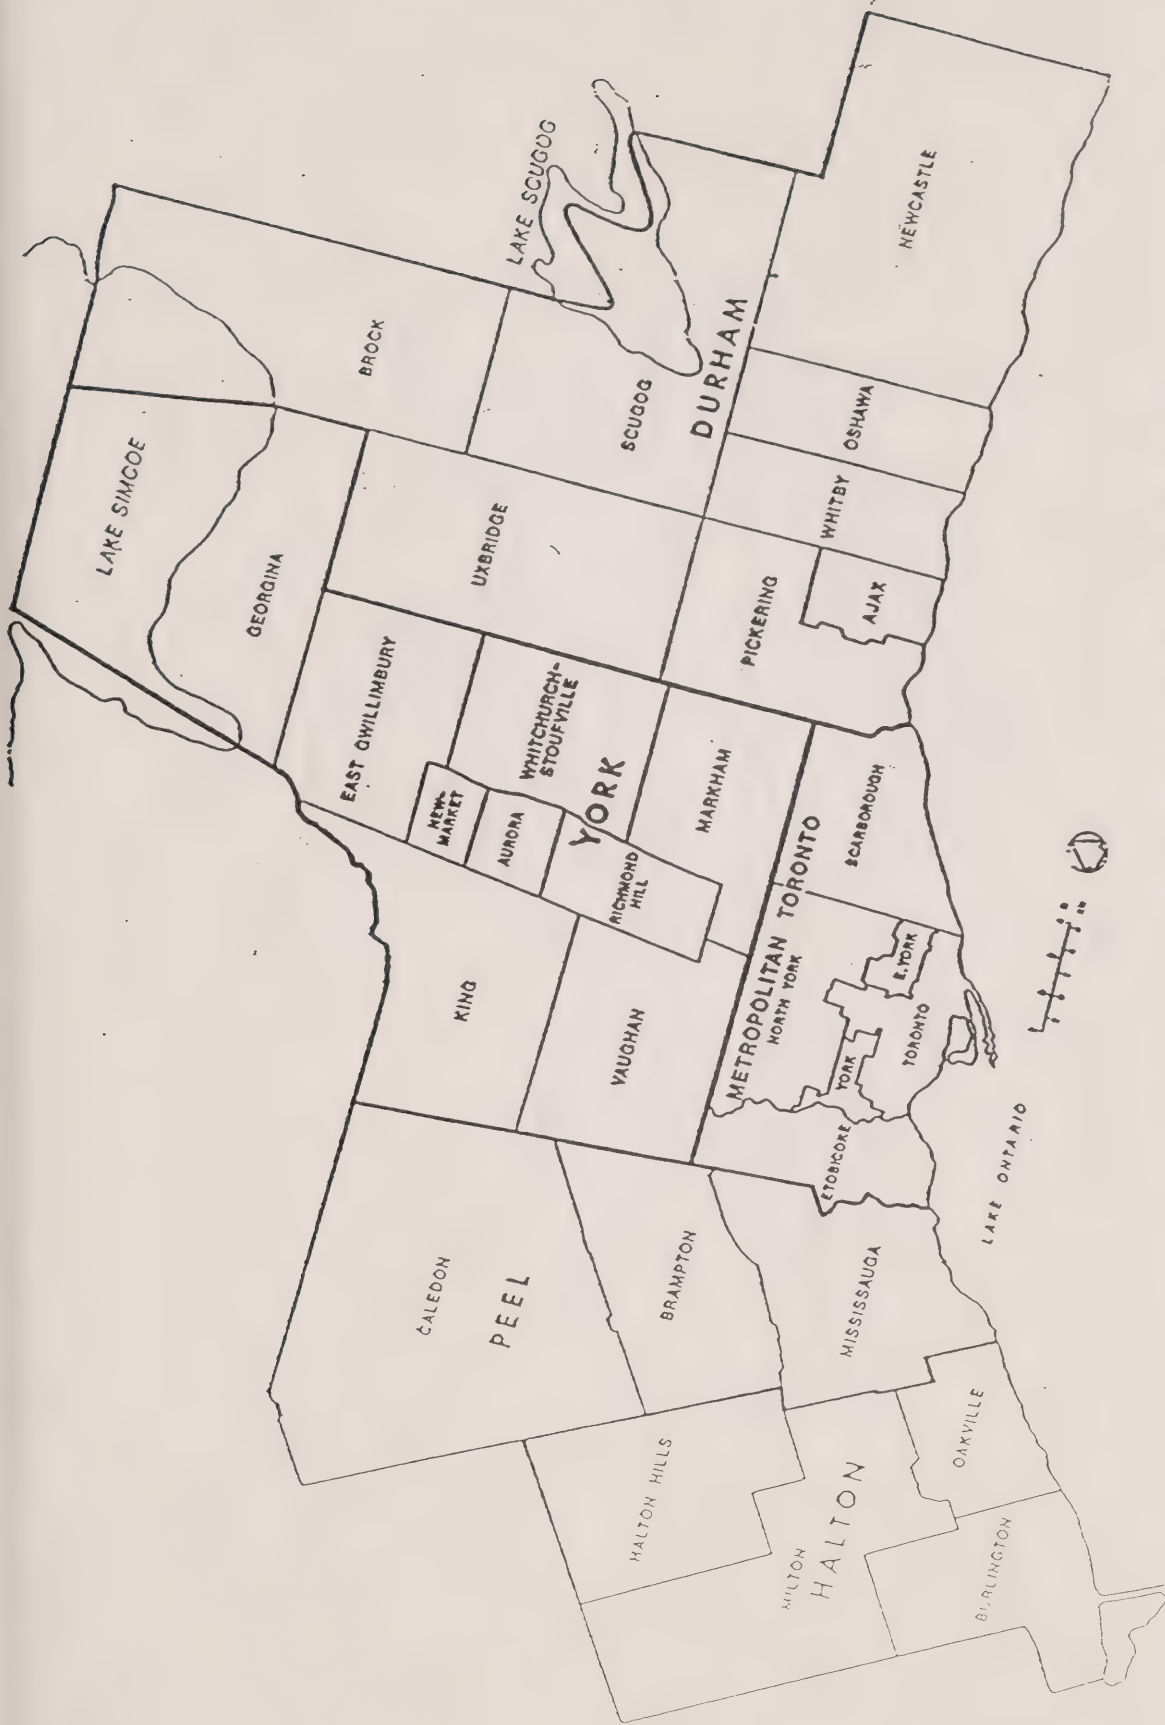 LAKE SIMCOE
GEORGINA
BROCK
LAKE SCUGOG
SCUGOG
UXBRIDGE
DURHAM
NEWCASTLE
OSHAWA
WHITBY
AJAX
PICKERING
EAST GWILLIMBURY
NEW-
MARKET
WHITCHURCH-
STOUFVILLE
AURORA
YORK
RICHMOND
HILL
MARKHAM
KING
VAUGHAN
METROPOLITAN TORONTO
NORTH YORK
SCARBOROUGH
E.YORK
YORK
TORONTO
ETOBICOKE
LAKE ONTARIO
CALEDON
PEEL
BRAMPTON
MISSISSAUGA
HALTON HILLS
MILTON
HALTON
OAKVILLE
BURLINGTON